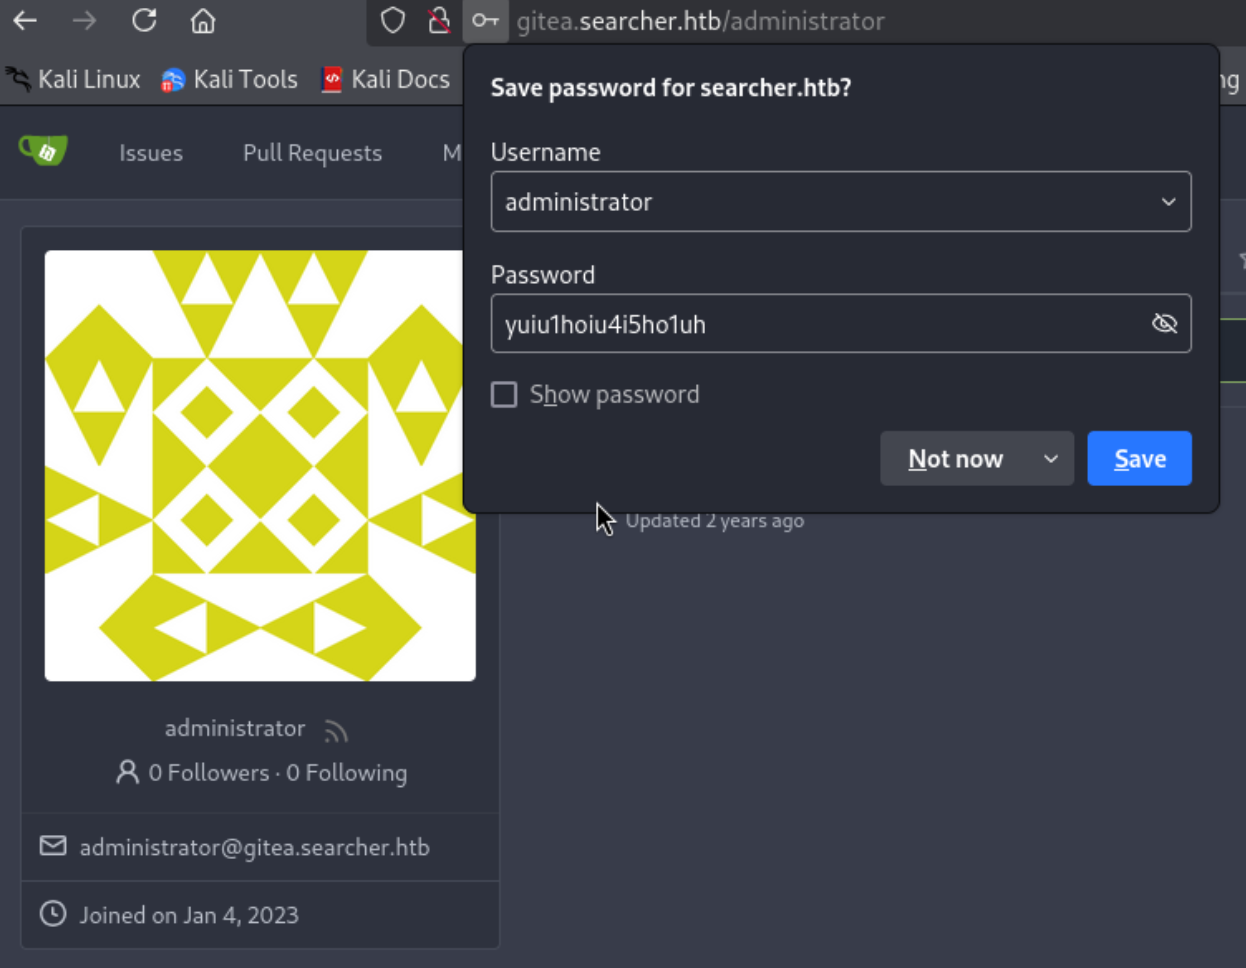 gitea.searcher.htb/administrator
Kali Linux Kali Tools Kali Docs ng
Save password for searcher.htb?
Issues Pull Requests M
Username
administrator
Password
yuiu1hoiu4i5ho1uh
Show password
Not now Save
Updated 2 years ago
administrator
0 Followers · 0 Following
administrator@gitea.searcher.htb
Joined on Jan 4, 2023